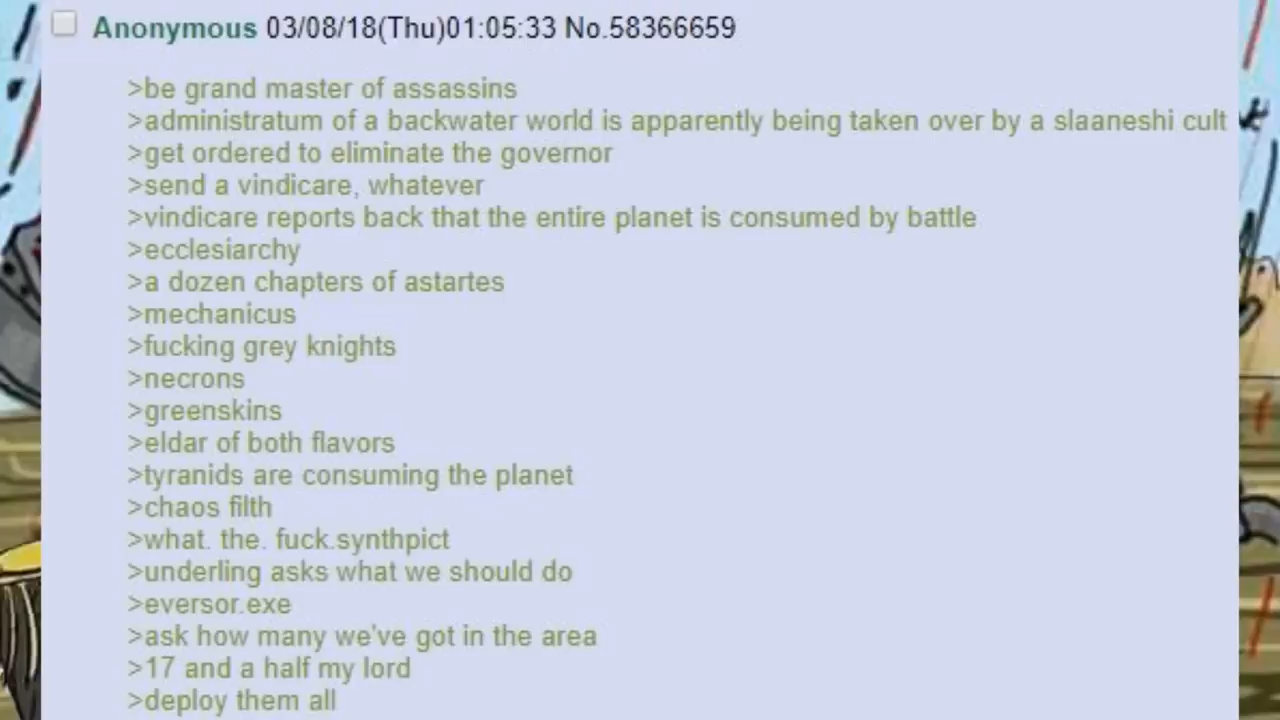 Anonymous 03/08/18(Thu)01:05:33 No.58366659
>be grand master of assassins
>administratum of a backwater world is apparently being taken over by a slaaneshi cult
>get ordered to eliminate the governor
>send a vindicare, whatever
>vindicare reports back that the entire planet is consumed by battle
>ecclesiarchy
>a dozen chapters of astartes
>mechanicus
>fucking grey knights
>necrons
>greenskins
>eldar of both flavors
>tyranids are consuming the planet
>chaos filth
>what. the. fuck.synthpict
>underling asks what we should do
>eversor.exe
>ask how many we've got in the area
>17 and a half my lord
>deploy them all